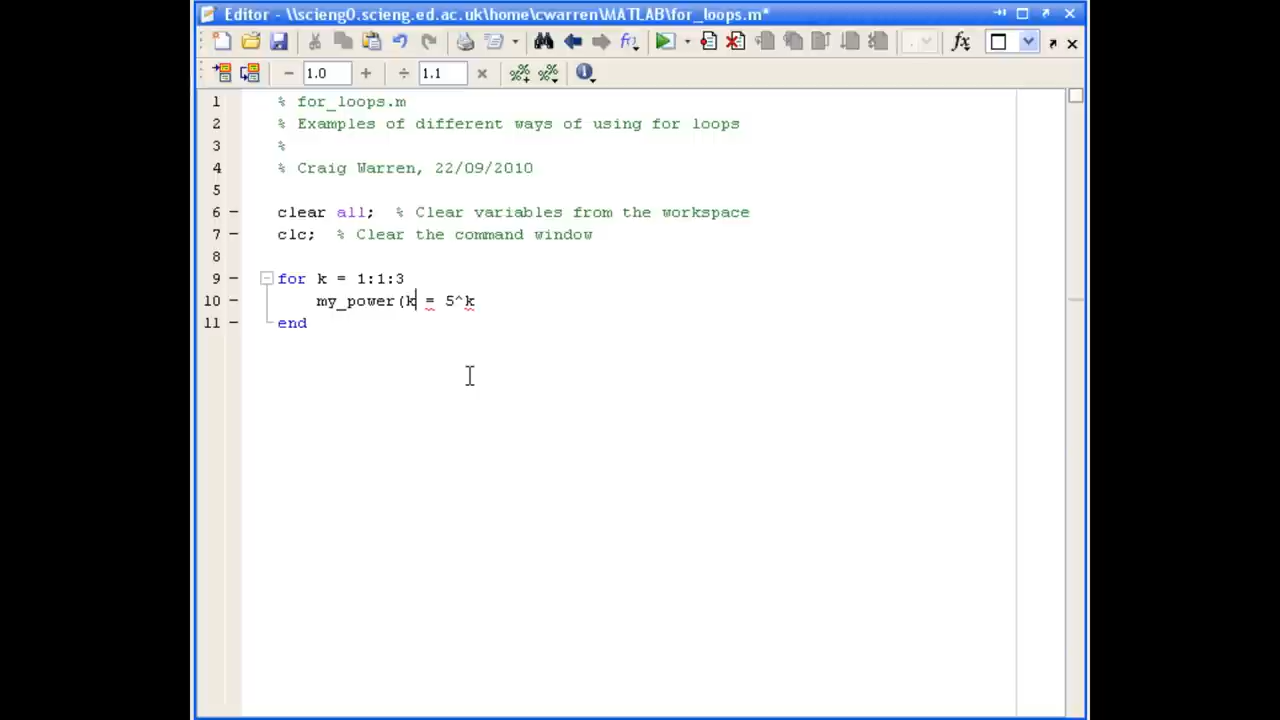 Editor - \\scieng0.scieng.ed.ac.uk\home\cwarren\MATLAB\for_loops.m*
1.0
1.1
1 % for_loops.m
2 % Examples of different ways of using for loops
3 %
4 % Craig Warren, 22/09/2010
5
6 clear all; % Clear variables from the workspace
7 clc; % Clear the command window
8
9 for k = 1:1:3
10 my_power(k = 5^k
11 end